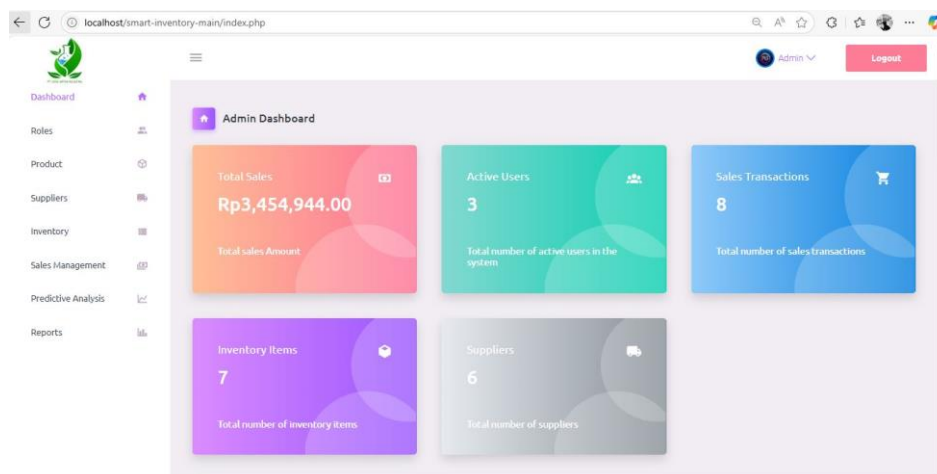 localhost/smart-inventory-main/index.php
Admin
Logout
Dashboard
Roles
Product
Suppliers
Inventory
Sales Management
Predictive Analysis
Reports
Admin Dashboard
Total Sales
Rp3,454,944.00
Total sales Amount
Active Users
3
Total number of active users in the
system
Sales Transactions
8
Total number of sales transactions
Inventory Items
7
Total number of inventory items
Suppliers
6
Total number of suppliers